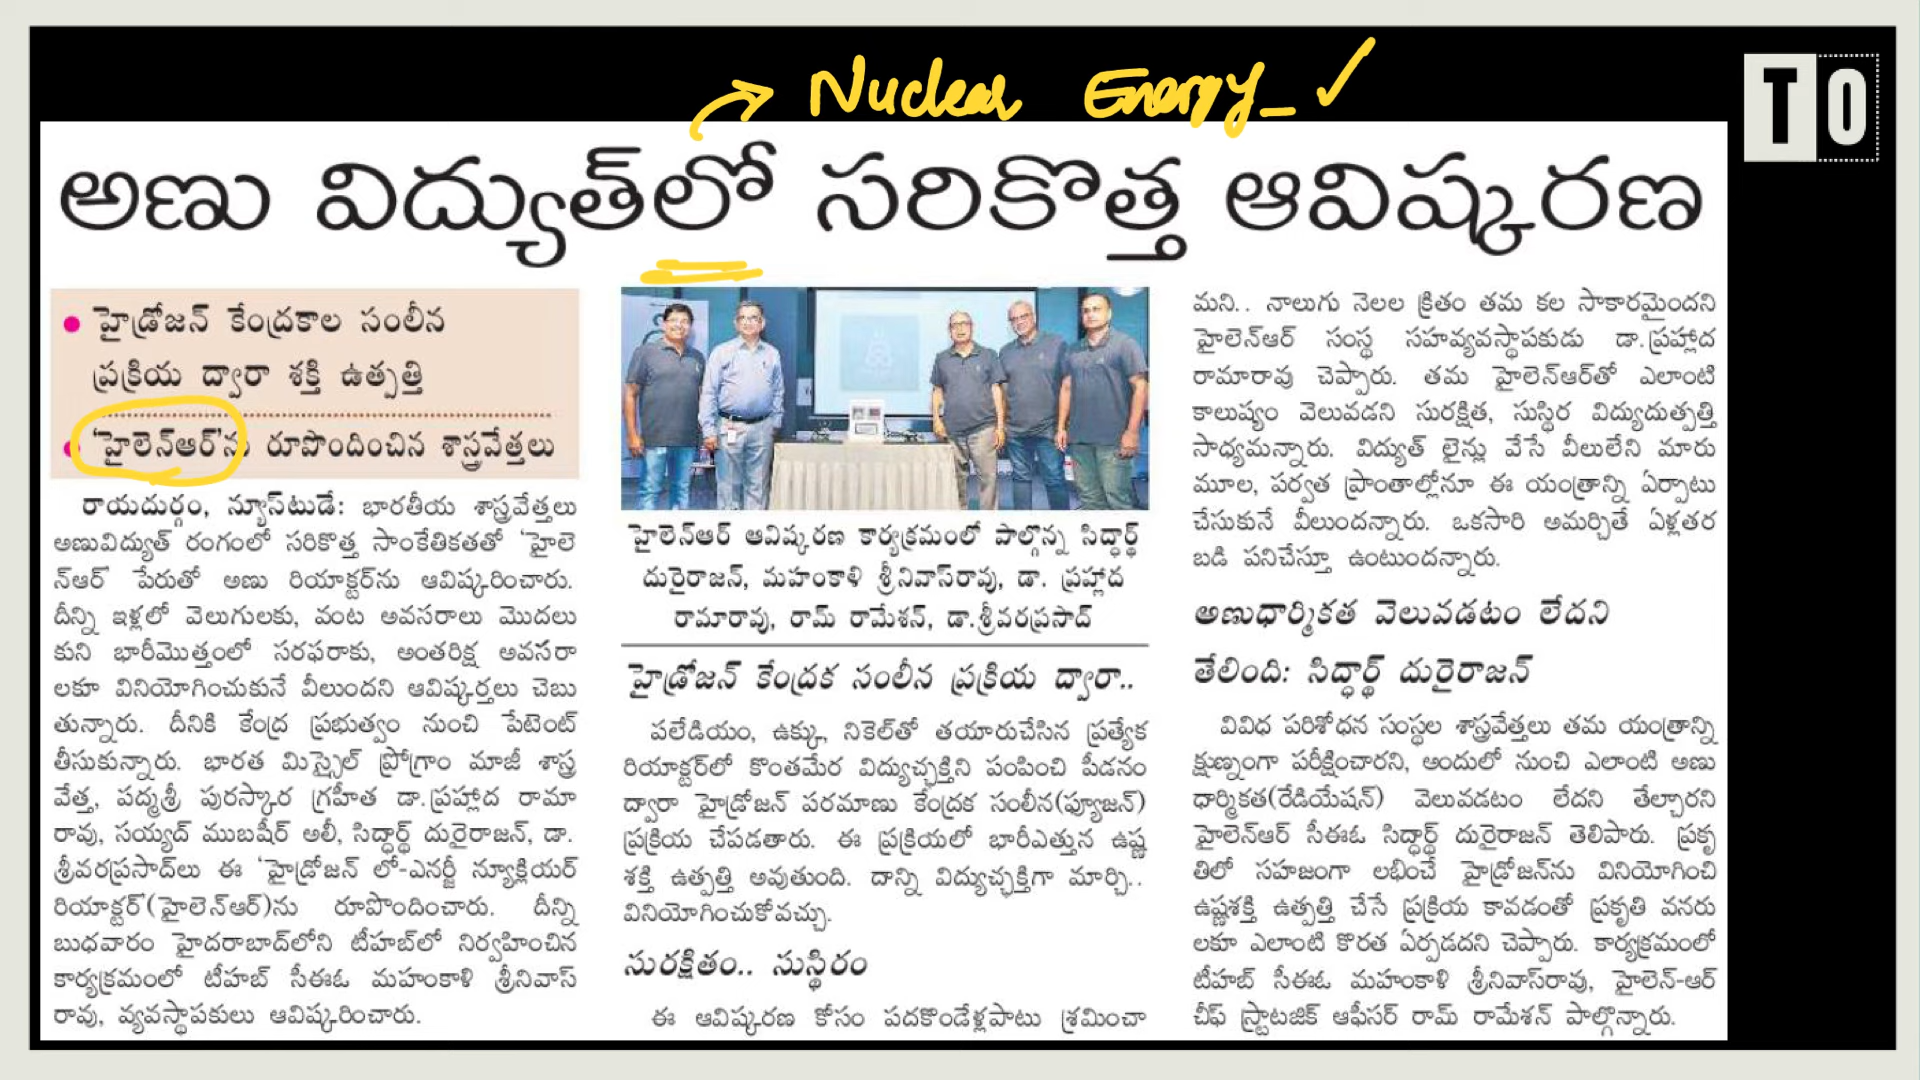 Nuclear Energy
TO
అణు విద్యుత్‌లో సరికొత్త ఆవిష్కరణ
• హైడ్రోజన్ కేంద్రకాల సంలీన
ప్రక్రియ ద్వారా శక్తి ఉత్పత్తి
• ‘హైలెన్ఆర్’ను రూపొందించిన శాస్త్రవేత్తలు
రాయదుర్గం, న్యూస్‌టుడే: భారతీయ శాస్త్రవేత్తలు
అణువిద్యుత్ రంగంలో సరికొత్త సాంకేతికతతో ‘హైలె
న్ఆర్’ పేరుతో అణు రియాక్టర్‌ను ఆవిష్కరించారు.
దీన్ని ఇళ్లలో వెలుగులకు, వంట అవసరాలు మొదలు
కుని భారీమొత్తంలో సరఫరాకు, అంతరిక్ష అవసరా
లకూ వినియోగించుకునే వీలుందని ఆవిష్కర్తలు చెబు
తున్నారు. దీనికి కేంద్ర ప్రభుత్వం నుంచి పేటెంట్
తీసుకున్నారు. భారత మిస్సైల్ ప్రోగ్రాం మాజీ శాస్త్ర
వేత్త, పద్మశ్రీ పురస్కార గ్రహీత డా.ప్రహ్లాద రామా
రావు, సయ్యద్ ముబషీర్ అలీ, సిద్ధార్థ్ దురైరాజన్, డా.
శ్రీవరప్రసాద్‌లు ఈ ‘హైడ్రోజన్ లో-ఎనర్జీ న్యూక్లియర్
రియాక్టర్’(హైలెన్ఆర్)ను రూపొందించారు. దీన్ని
బుధవారం హైదరాబాద్‌లోని టీహబ్‌లో నిర్వహించిన
కార్యక్రమంలో టీహబ్ సీఈఓ మహంకాళి శ్రీనివాస్
రావు, వ్యవస్థాపకులు ఆవిష్కరించారు.
హైలెన్ఆర్ ఆవిష్కరణ కార్యక్రమంలో పాల్గొన్న సిద్ధార్థ్
దురైరాజన్, మహంకాళి శ్రీనివాస్‌రావు, డా. ప్రహ్లాద
రామారావు, రామ్ రామేశన్, డా.శ్రీవరప్రసాద్
హైడ్రోజన్ కేంద్రక సంలీన ప్రక్రియ ద్వారా..
పలేడియం, ఉక్కు, నికెల్‌తో తయారుచేసిన ప్రత్యేక
రియాక్టర్‌లో కొంతమేర విద్యుచ్ఛక్తిని పంపించి పీడనం
ద్వారా హైడ్రోజన్ పరమాణు కేంద్రక సంలీన(ఫ్యూజన్)
ప్రక్రియ చేపడతారు. ఈ ప్రక్రియలో భారీఎత్తున ఉష్ణ
శక్తి ఉత్పత్తి అవుతుంది. దాన్ని విద్యుచ్ఛక్తిగా మార్చి..
వినియోగించుకోవచ్చు.
సురక్షితం.. సుస్థిరం
ఈ ఆవిష్కరణ కోసం పదకొండేళ్లపాటు శ్రమించా
మని.. నాలుగు నెలల క్రితం తమ కల సాకారమైందని
హైలెన్ఆర్ సంస్థ సహవ్యవస్థాపకుడు డా.ప్రహ్లాద
రామారావు చెప్పారు. తమ హైలెన్ఆర్‌తో ఎలాంటి
కాలుష్యం వెలువడని సురక్షిత, సుస్థిర విద్యుదుత్పత్తి
సాధ్యమన్నారు. విద్యుత్ లైన్లు వేసే వీలులేని మారు
మూల, పర్వత ప్రాంతాల్లోనూ ఈ యంత్రాన్ని ఏర్పాటు
చేసుకునే వీలుందన్నారు. ఒకసారి అమర్చితే ఏళ్లతర
బడి పనిచేస్తూ ఉంటుందన్నారు.
అణుధార్మికత వెలువడటం లేదని
తేలింది: సిద్ధార్థ్ దురైరాజన్
వివిధ పరిశోధన సంస్థల శాస్త్రవేత్తలు తమ యంత్రాన్ని
క్షుణ్నంగా పరీక్షించారని, అందులో నుంచి ఎలాంటి అణు
ధార్మికత(రేడియేషన్) వెలువడటం లేదని తేల్చారని
హైలెన్ఆర్ సీఈఓ సిద్ధార్థ్ దురైరాజన్ తెలిపారు. ప్రకృ
తిలో సహజంగా లభించే హైడ్రోజన్‌ను వినియోగించి
ఉష్ణశక్తి ఉత్పత్తి చేసే ప్రక్రియ కావడంతో ప్రకృతి వనరు
లకూ ఎలాంటి కొరత ఏర్పడదని చెప్పారు. కార్యక్రమంలో
టీహబ్ సీఈఓ మహంకాళి శ్రీనివాస్‌రావు, హైలెన్-ఆర్
చీఫ్ స్ట్రాటజిక్ ఆఫీసర్ రామ్ రామేశన్ పాల్గొన్నారు.